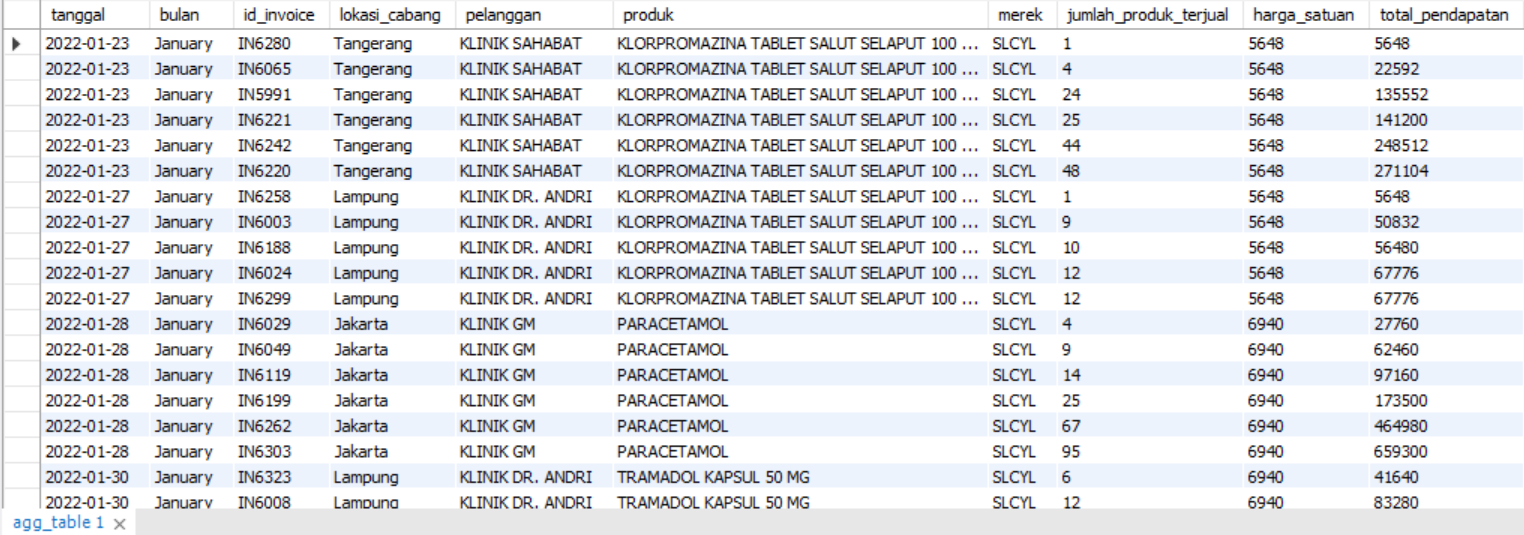 tanggal bulan id_invoice lokasi_cabang pelanggan produk merek jumlah_produk_terjual harga_satuan total_pendapatan
2022-01-23 January IN6280 Tangerang KLINIK SAHABAT KLORPROMAZINA TABLET SALUT SELAPUT 100 ... SLCYL 1 5648 5648
2022-01-23 January IN6065 Tangerang KLINIK SAHABAT KLORPROMAZINA TABLET SALUT SELAPUT 100 ... SLCYL 4 5648 22592
2022-01-23 January IN5991 Tangerang KLINIK SAHABAT KLORPROMAZINA TABLET SALUT SELAPUT 100 ... SLCYL 24 5648 135552
2022-01-23 January IN6221 Tangerang KLINIK SAHABAT KLORPROMAZINA TABLET SALUT SELAPUT 100 ... SLCYL 25 5648 141200
2022-01-23 January IN6242 Tangerang KLINIK SAHABAT KLORPROMAZINA TABLET SALUT SELAPUT 100 ... SLCYL 44 5648 248512
2022-01-23 January IN6220 Tangerang KLINIK SAHABAT KLORPROMAZINA TABLET SALUT SELAPUT 100 ... SLCYL 48 5648 271104
2022-01-27 January IN6258 Lampung KLINIK DR. ANDRI KLORPROMAZINA TABLET SALUT SELAPUT 100 ... SLCYL 1 5648 5648
2022-01-27 January IN6003 Lampung KLINIK DR. ANDRI KLORPROMAZINA TABLET SALUT SELAPUT 100 ... SLCYL 9 5648 50832
2022-01-27 January IN6188 Lampung KLINIK DR. ANDRI KLORPROMAZINA TABLET SALUT SELAPUT 100 ... SLCYL 10 5648 56480
2022-01-27 January IN6024 Lampung KLINIK DR. ANDRI KLORPROMAZINA TABLET SALUT SELAPUT 100 ... SLCYL 12 5648 67776
2022-01-27 January IN6299 Lampung KLINIK DR. ANDRI KLORPROMAZINA TABLET SALUT SELAPUT 100 ... SLCYL 12 5648 67776
2022-01-28 January IN6029 Jakarta KLINIK GM PARACETAMOL SLCYL 4 6940 27760
2022-01-28 January IN6049 Jakarta KLINIK GM PARACETAMOL SLCYL 9 6940 62460
2022-01-28 January IN6119 Jakarta KLINIK GM PARACETAMOL SLCYL 14 6940 97160
2022-01-28 January IN6199 Jakarta KLINIK GM PARACETAMOL SLCYL 25 6940 173500
2022-01-28 January IN6262 Jakarta KLINIK GM PARACETAMOL SLCYL 67 6940 464980
2022-01-28 January IN6303 Jakarta KLINIK GM PARACETAMOL SLCYL 95 6940 659300
2022-01-30 January IN6323 Lampung KLINIK DR. ANDRI TRAMADOL KAPSUL 50 MG SLCYL 6 6940 41640
2022-01-30 January IN6008 Lampung KLINIK DR. ANDRI TRAMADOL KAPSUL 50 MG SLCYL 12 6940 83280
agg_table 1